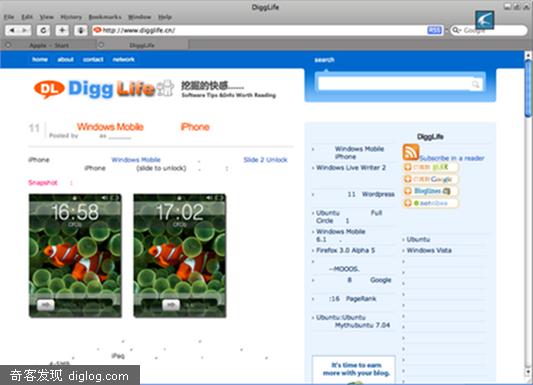 DiggLife
File Edit View History Bookmarks Window Help
http://www.digglife.cn/ RSS Google
Apple - Start DiggLife
home about contact network
search
DL Digg Life 挖掘的快感......
Software Tips &Info Worth Reading
11 Windows Mobile iPhone
Posted by as
iPhone Windows Mobile , Slide 2 Unlock
iPhone (slide to unlock) . :
Snapshot :
16:58
17:02
iPaq
DiggLife
Windows Mobile
iPhone
Windows Live Writer 2
11 Wordpress
Ubuntu Full
Circle 1
Windows Mobile
6.1 .
Firefox 3.0 Alpha 5
--MOOOS.
8 Google
:16 PageRank
Ubuntu:Ubuntu
Mythubuntu 7.04
Subscribe in a reader
Google
Bloglines
netvibes
Ubuntu
Windows Vista
It's time to earn
more with your blog.
奇客发现 diglog.com